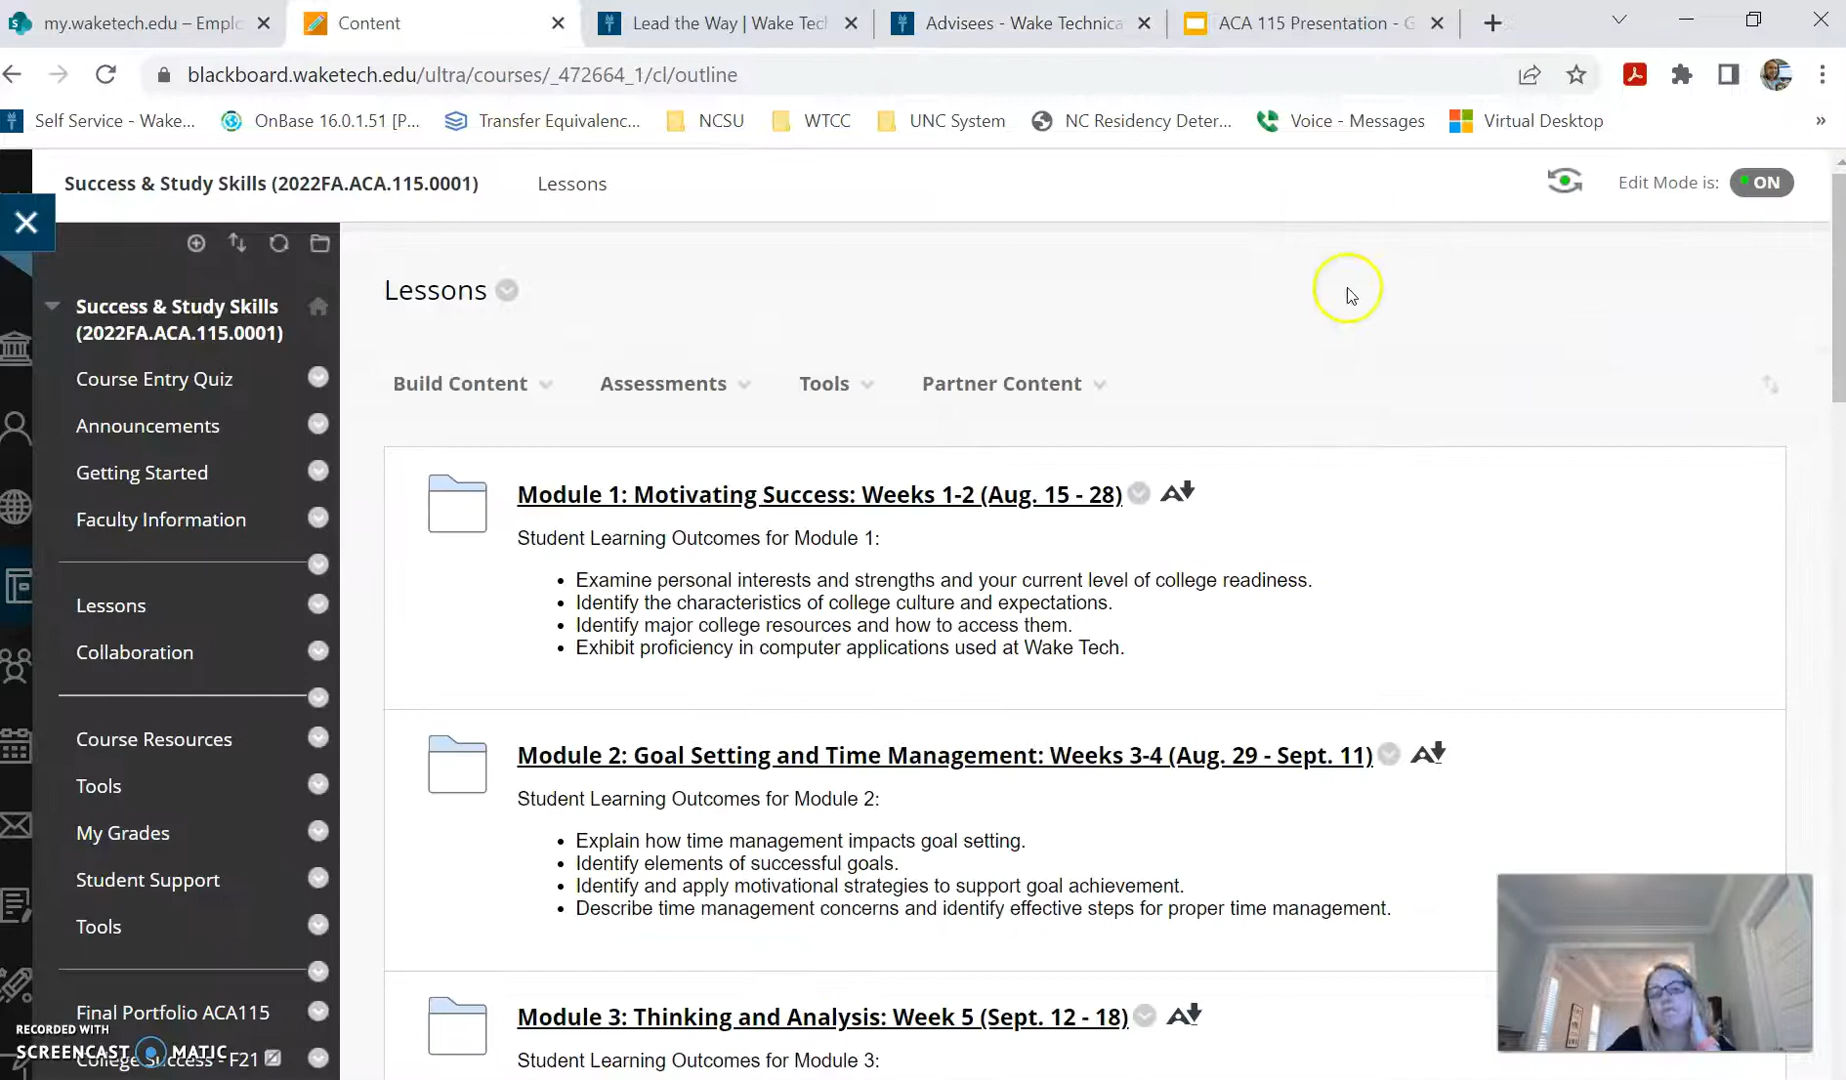 my.waketech.edu – Emplo
Content
Lead the Way | Wake Tech
Advisees - Wake Technica
ACA 115 Presentation - G
blackboard.waketech.edu/ultra/courses/_472664_1/cl/outline
Self Service - Wake...
OnBase 16.0.1.51 [P...
Transfer Equivalenc...
NCSU
WTCC
UNC System
NC Residency Deter...
Voice - Messages
Virtual Desktop
»
Success & Study Skills (2022FA.ACA.115.0001)
Lessons
Edit Mode is:
ON
Success & Study Skills
(2022FA.ACA.115.0001)
Course Entry Quiz
Announcements
Getting Started
Faculty Information
Lessons
Collaboration
Course Resources
Tools
My Grades
Student Support
Tools
Final Portfolio ACA115
College Success - F21
RECORDED WITH
SCREENCAST MATIC
Lessons
Build Content
Assessments
Tools
Partner Content
Module 1: Motivating Success: Weeks 1-2 (Aug. 15 - 28)
Student Learning Outcomes for Module 1:
• Examine personal interests and strengths and your current level of college readiness.
• Identify the characteristics of college culture and expectations.
• Identify major college resources and how to access them.
• Exhibit proficiency in computer applications used at Wake Tech.
Module 2: Goal Setting and Time Management: Weeks 3-4 (Aug. 29 - Sept. 11)
Student Learning Outcomes for Module 2:
• Explain how time management impacts goal setting.
• Identify elements of successful goals.
• Identify and apply motivational strategies to support goal achievement.
• Describe time management concerns and identify effective steps for proper time management.
Module 3: Thinking and Analysis: Week 5 (Sept. 12 - 18)
Student Learning Outcomes for Module 3: